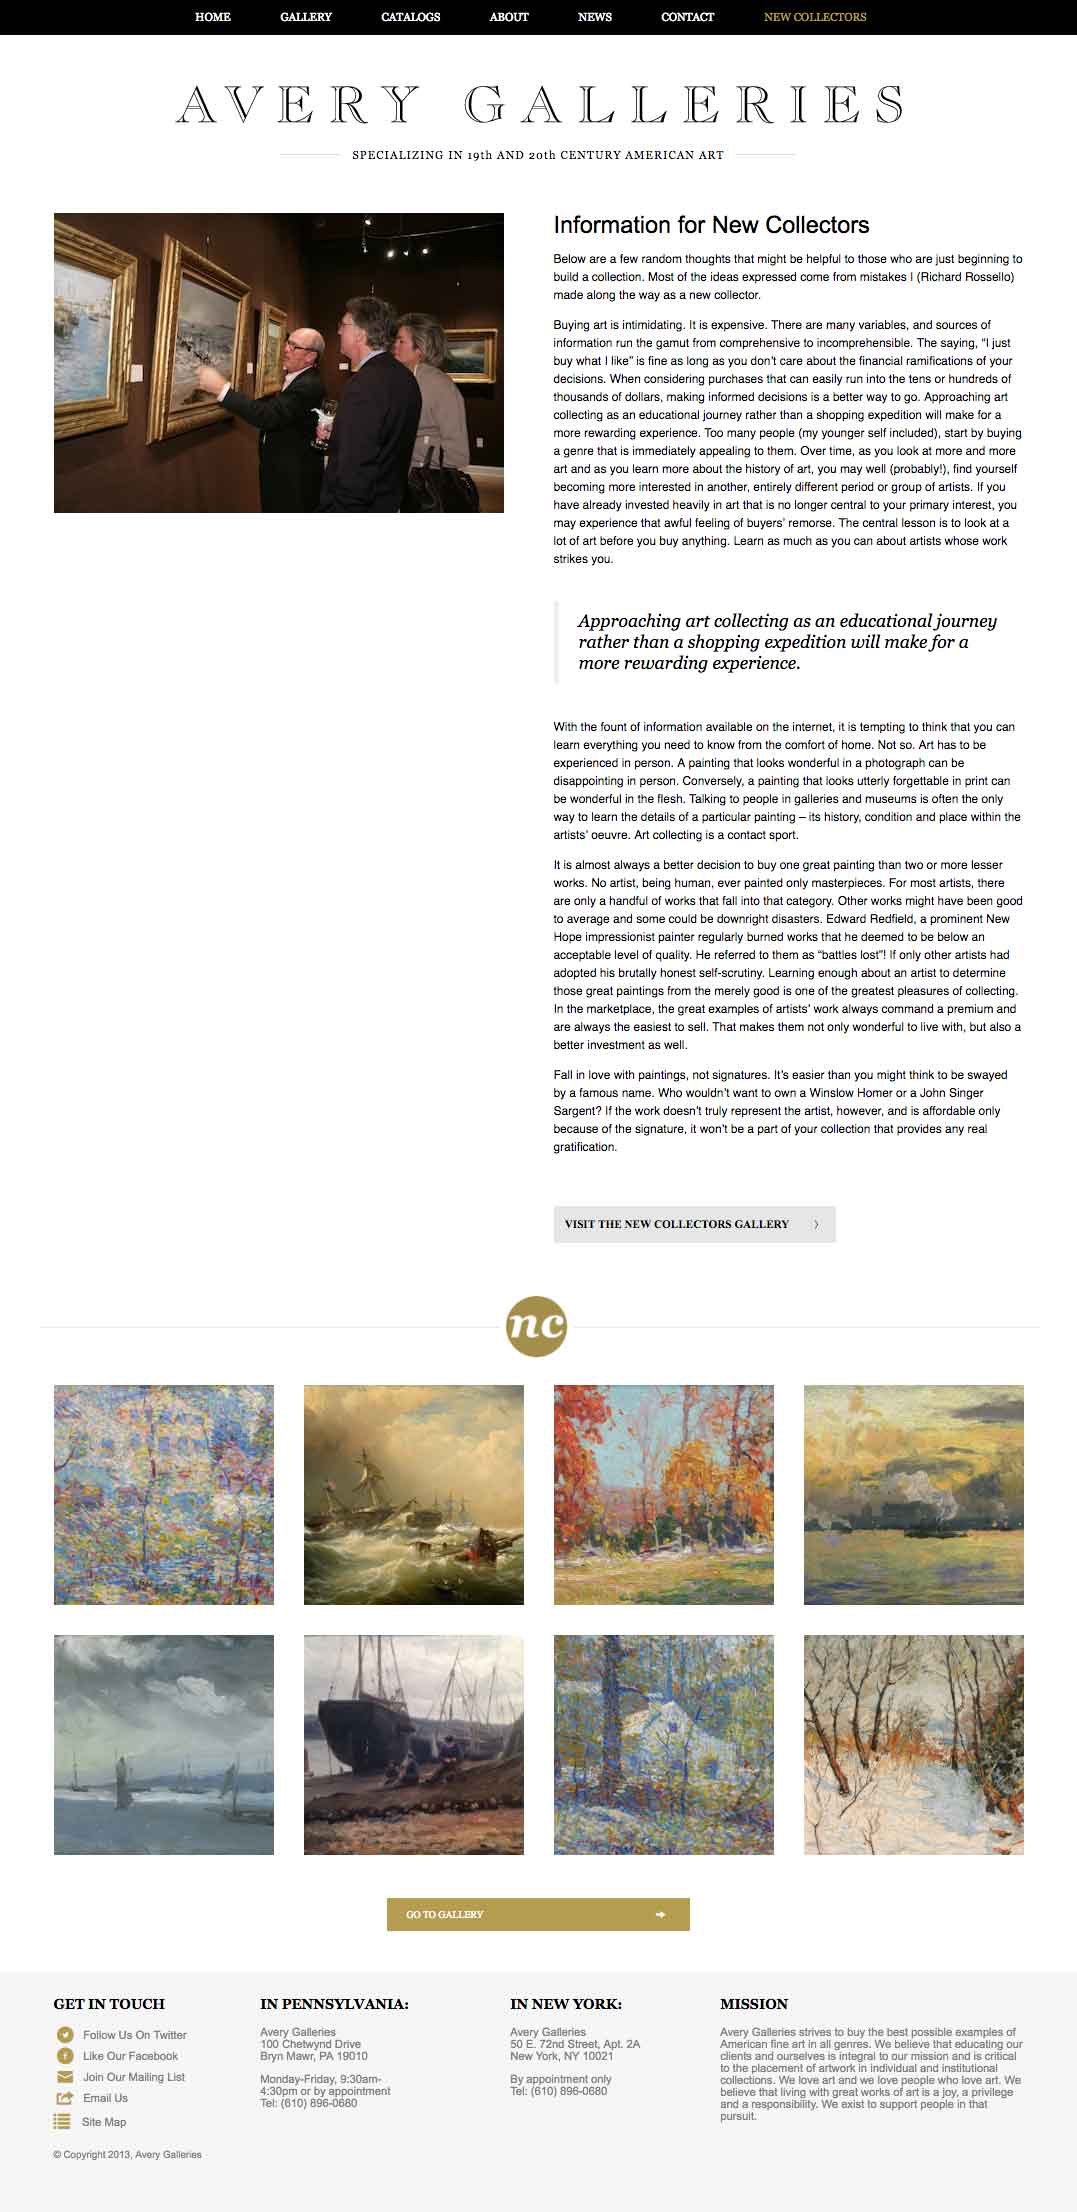 HOME GALLERY CATALOGS ABOUT NEWS CONTACT NEW COLLECTORS
AVERY GALLERIES
SPECIALIZING IN 19th AND 20th CENTURY AMERICAN ART
Information for New Collectors
Below are a few random thoughts that might be helpful to those who are just beginning to
build a collection. Most of the ideas expressed come from mistakes I (Richard Rossello)
made along the way as a new collector.
Buying art is intimidating. It is expensive. There are many variables, and sources of
information run the gamut from comprehensive to incomprehensible. The saying, “I just
buy what I like” is fine as long as you don’t care about the financial ramifications of your
decisions. When considering purchases that can easily run into the tens or hundreds of
thousands of dollars, making informed decisions is a better way to go. Approaching art
collecting as an educational journey rather than a shopping expedition will make for a
more rewarding experience. Too many people (my younger self included), start by buying
a genre that is immediately appealing to them. Over time, as you look at more and more
art and as you learn more about the history of art, you may well (probably!), find yourself
becoming more interested in another, entirely different period or group of artists. If you
have already invested heavily in art that is no longer central to your primary interest, you
may experience that awful feeling of buyers’ remorse. The central lesson is to look at a
lot of art before you buy anything. Learn as much as you can about artists whose work
strikes you.
Approaching art collecting as an educational journey
rather than a shopping expedition will make for a
more rewarding experience.
With the fount of information available on the internet, it is tempting to think that you can
learn everything you need to know from the comfort of home. Not so. Art has to be
experienced in person. A painting that looks wonderful in a photograph can be
disappointing in person. Conversely, a painting that looks utterly forgettable in print can
be wonderful in the flesh. Talking to people in galleries and museums is often the only
way to learn the details of a particular painting – its history, condition and place within the
artists’ oeuvre. Art collecting is a contact sport.
It is almost always a better decision to buy one great painting than two or more lesser
works. No artist, being human, ever painted only masterpieces. For most artists, there
are only a handful of works that fall into that category. Other works might have been good
to average and some could be downright disasters. Edward Redfield, a prominent New
Hope impressionist painter regularly burned works that he deemed to be below an
acceptable level of quality. He referred to them as “battles lost”! If only other artists had
adopted his brutally honest self-scrutiny. Learning enough about an artist to determine
those great paintings from the merely good is one of the greatest pleasures of collecting.
In the marketplace, the great examples of artists’ work always command a premium and
are always the easiest to sell. That makes them not only wonderful to live with, but also a
better investment as well.
Fall in love with paintings, not signatures. It’s easier than you might think to be swayed
by a famous name. Who wouldn’t want to own a Winslow Homer or a John Singer
Sargent? If the work doesn’t truly represent the artist, however, and is affordable only
because of the signature, it won’t be a part of your collection that provides any real
gratification.
VISIT THE NEW COLLECTORS GALLERY
nc
GO TO GALLERY
GET IN TOUCH
Follow Us On Twitter
Like Our Facebook
Join Our Mailing List
Email Us
Site Map
© Copyright 2013, Avery Galleries
IN PENNSYLVANIA:
Avery Galleries
100 Chetwynd Drive
Bryn Mawr, PA 19010
Monday-Friday, 9:30am-
4:30pm or by appointment
Tel: (610) 896-0680
IN NEW YORK:
Avery Galleries
50 E. 72nd Street, Apt. 2A
New York, NY 10021
By appointment only
Tel: (610) 896-0680
MISSION
Avery Galleries strives to buy the best possible examples of
American fine art in all genres. We believe that educating our
clients and ourselves is integral to our mission and is critical
to the placement of artwork in individual and institutional
collections. We love art and we love people who love art. We
believe that living with great works of art is a joy, a privilege
and a responsibility. We exist to support people in that
pursuit.